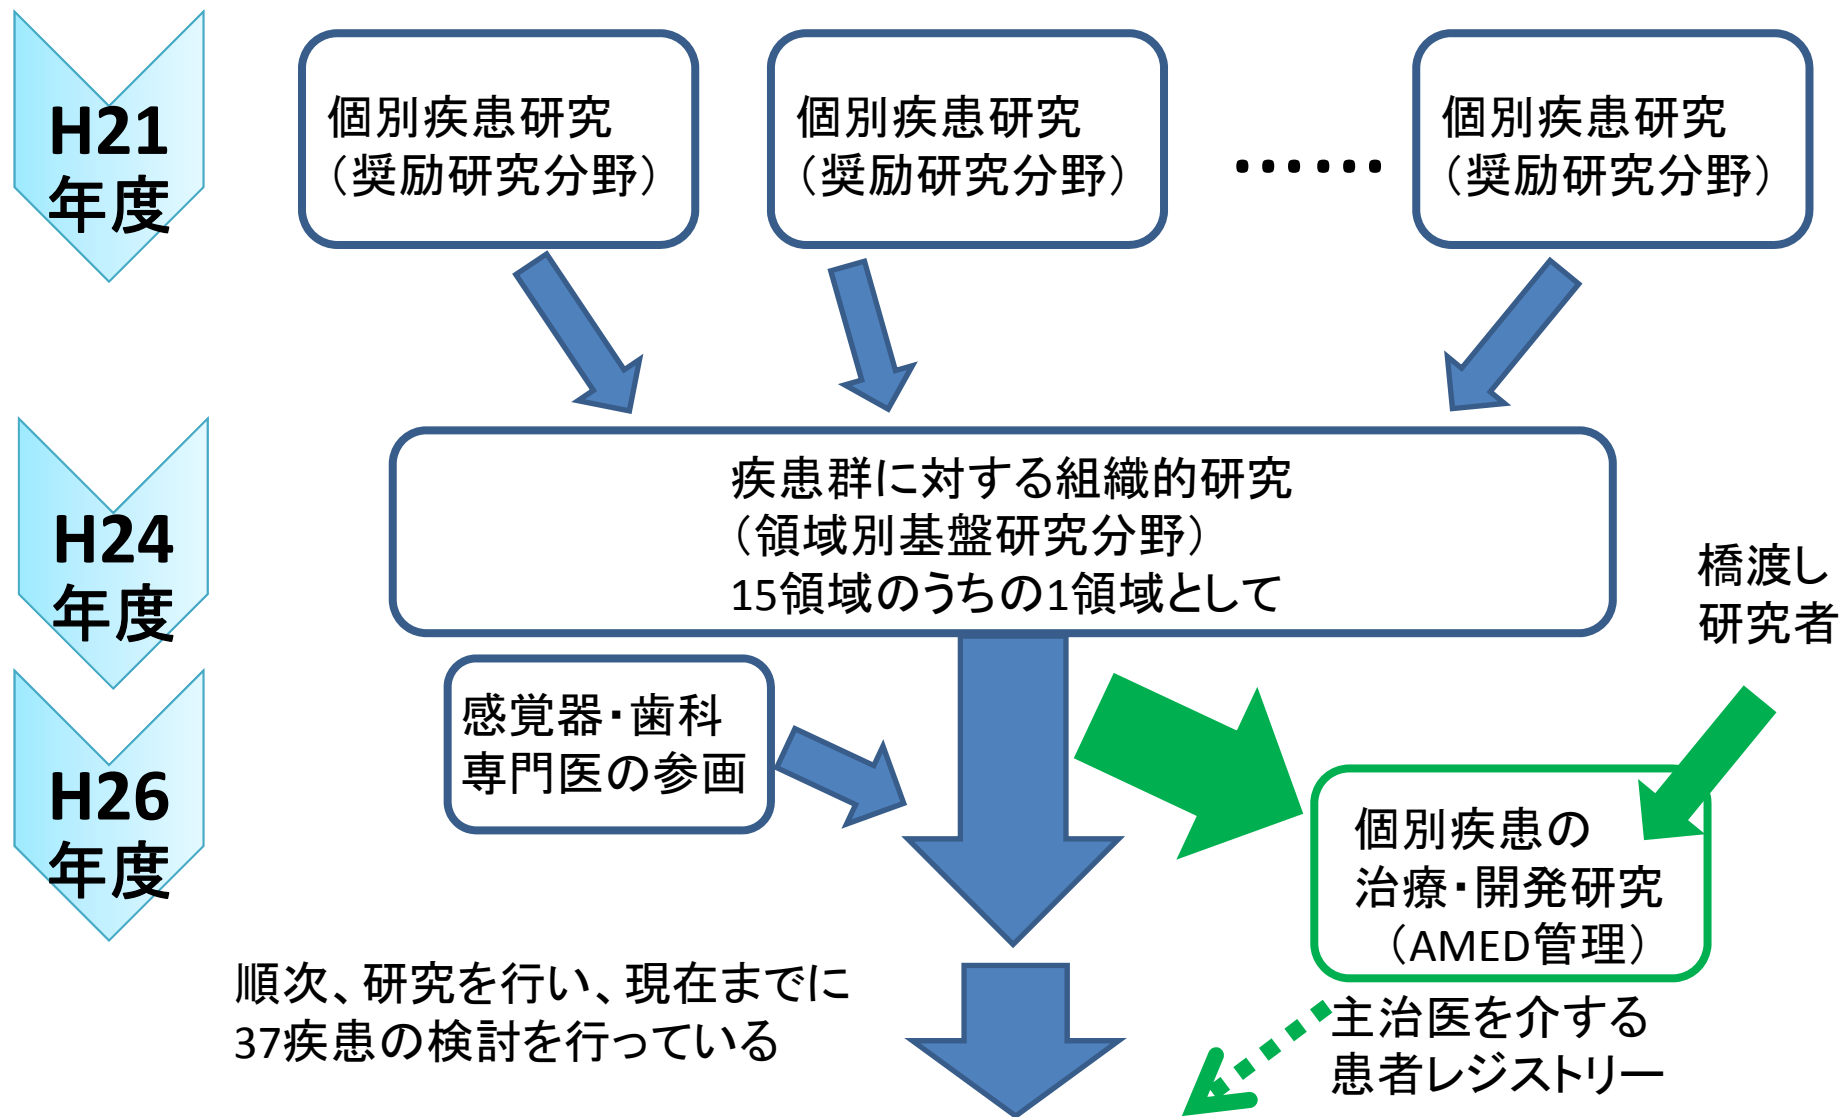 H21
年度
個別疾患研究
（奨励研究分野）
個別疾患研究
（奨励研究分野）
・・・・・・
個別疾患研究
（奨励研究分野）
H24
年度
疾患群に対する組織的研究
（領域別基盤研究分野）
15領域のうちの1領域として
橋渡し
研究者
H26
年度
感覚器・歯科
専門医の参画
個別疾患の
治療・開発研究
（AMED管理）
順次、研究を行い、現在までに
37疾患の検討を行っている
主治医を介する
患者レジストリー